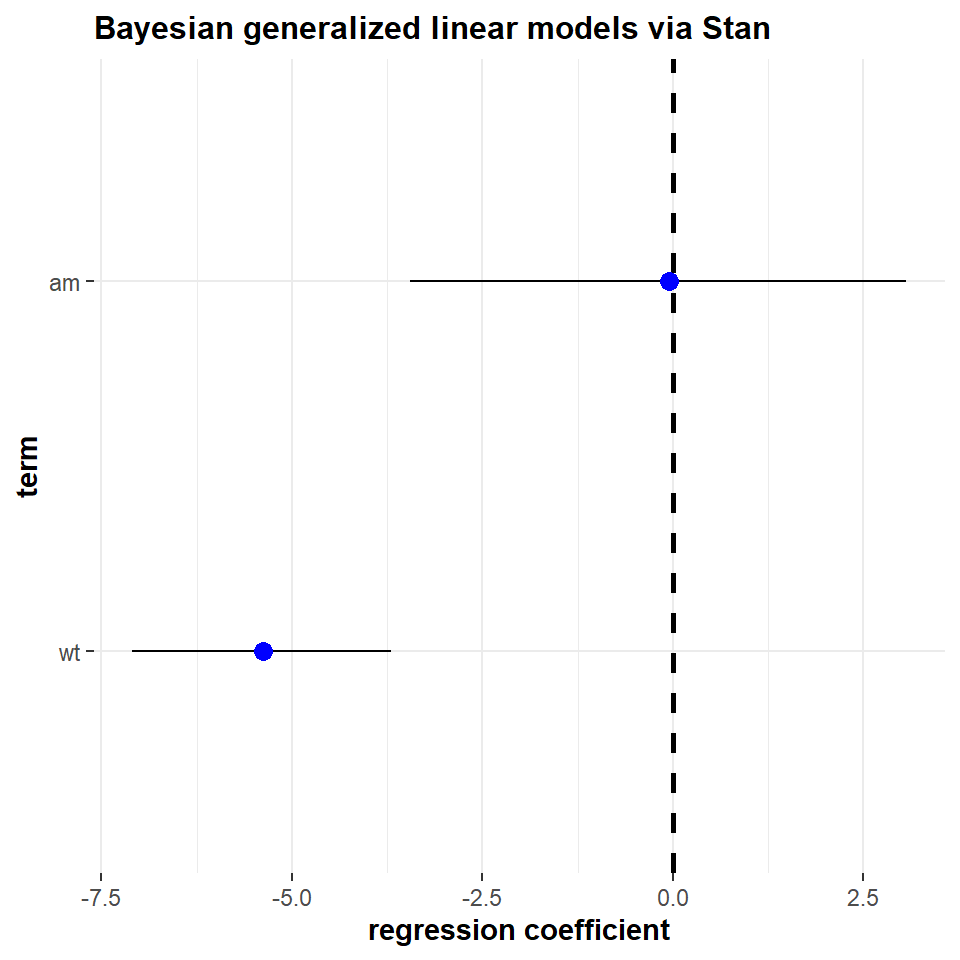 Bayesian generalized linear models via Stan
term
am
wt
-7.5 -5.0 -2.5 0.0 2.5
regression coefficient